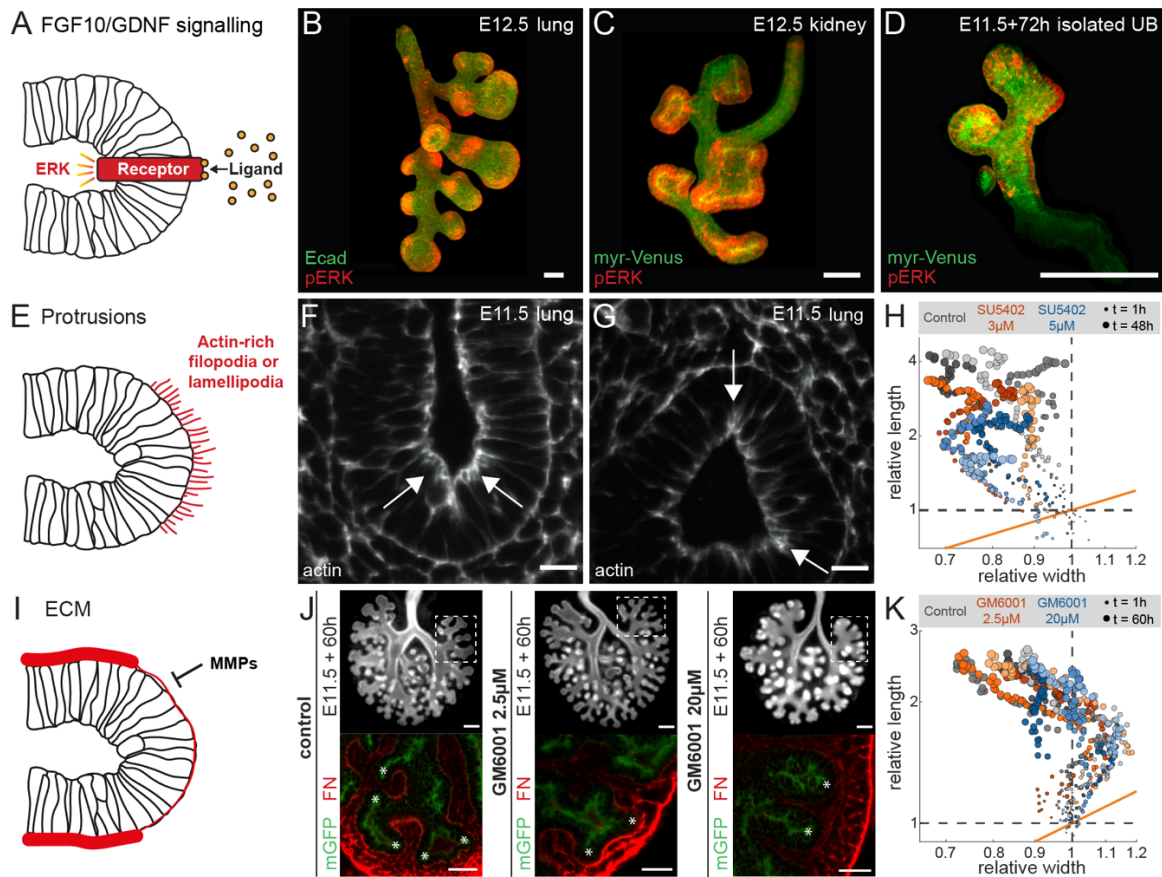 A FGF10/GDNF signalling
ERK
Receptor
Ligand
B E12.5 lung
Ecad
pERK
C E12.5 kidney
myr-Venus
pERK
D E11.5+72h isolated UB
myr-Venus
pERK
E Protrusions
Actin-rich
filopodia or
lamellipodia
F E11.5 lung
actin
G E11.5 lung
actin
H
Control SU5402 SU5402 t = 1h
3µM 5µM t = 48h
relative length
4
2
1
0.7 0.8 0.9 1 1.2
relative width
I ECM
MMPs
J
control
E11.5 + 60h
mGFP FN
* * * *
GM6001 2.5µM
E11.5 + 60h
mGFP FN
* *
GM6001 20µM
E11.5 + 60h
mGFP FN
* *
K
Control GM6001 GM6001 t = 1h
2.5µM 20µM t = 60h
relative length
3
2
1
0.7 0.8 0.9 1 1.1 1.2
relative width